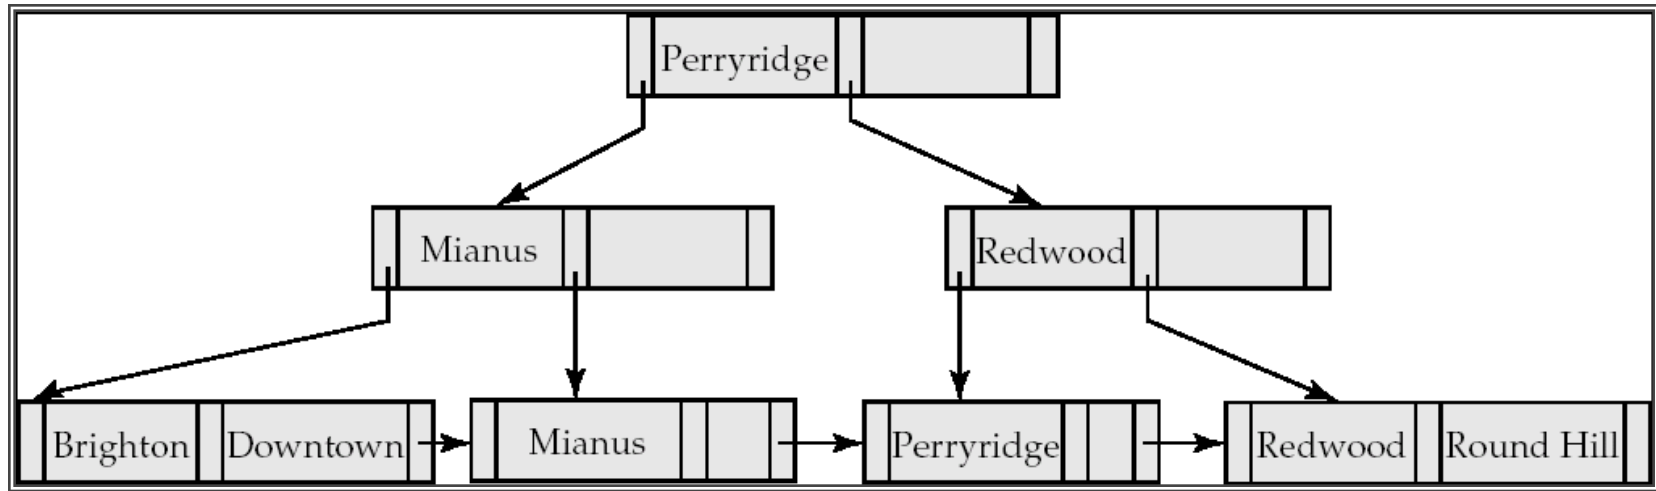 Perryridge
Mianus
Redwood
Brighton Downtown
Mianus
Perryridge
Redwood Round Hill